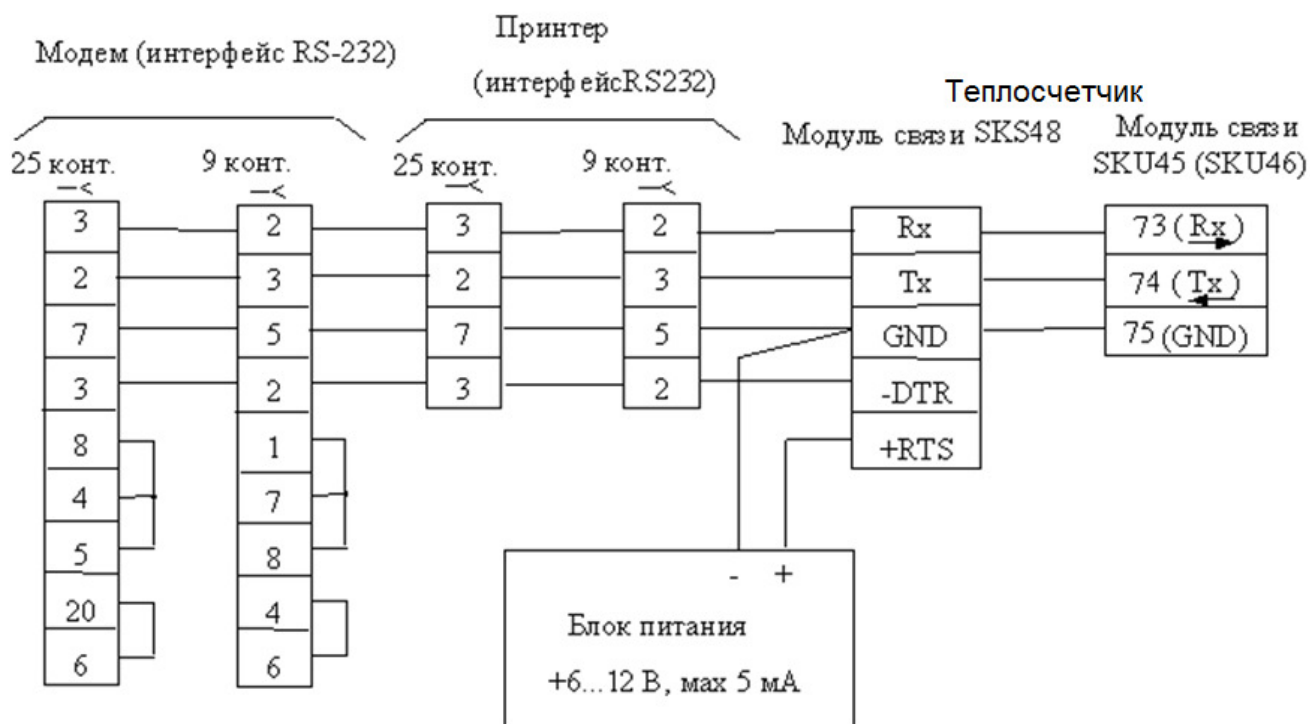 Модем (интерфейс RS-232)
Принтер
(интерфейсRS232)
Теплосчетчик
Модуль связи SKS48
Модуль связи
SKU45 (SKU46)
25 конт.
9 конт.
25 конт.
9 конт.
3 2 3 2 Rx 73 (Rx)
2 3 2 3 Tx 74 (Tx)
7 5 7 5 GND 75 (GND)
3 2 3 2 -DTR
8 1 +RTS
4 7
5 8
20 4
6 6
- +
Блок питания
+6...12 В, мах 5 мА